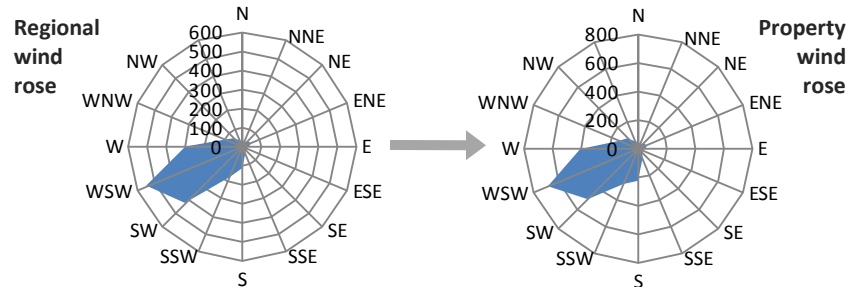 Regional
wind
rose
N
NNE
NE
ENE
E
ESE
SE
SSE
S
SSW
SW
WSW
W
WNW
NW
600
500
400
300
200
100
0
Property
wind
rose
N
NNE
NE
ENE
E
ESE
SE
SSE
S
SSW
SW
WSW
W
WNW
NW
800
600
400
200
0